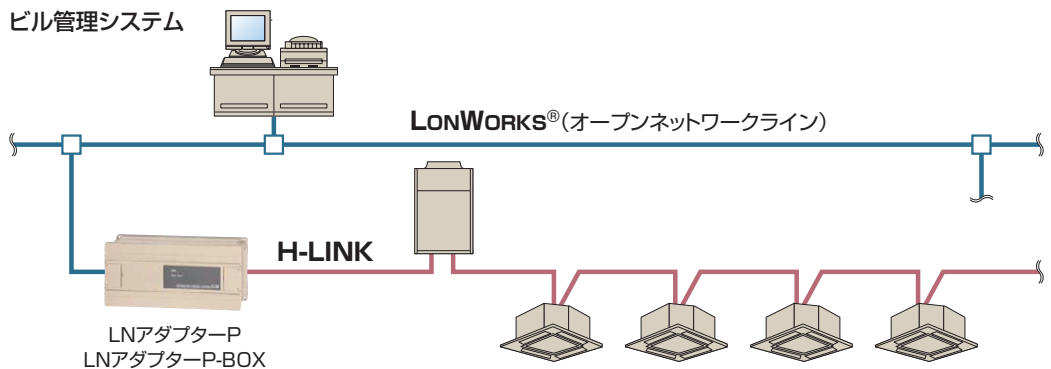 ビル管理システム
LONWORKS®(オープンネットワークライン)
H-LINK
LNアダプターP
LNアダプターP-BOX